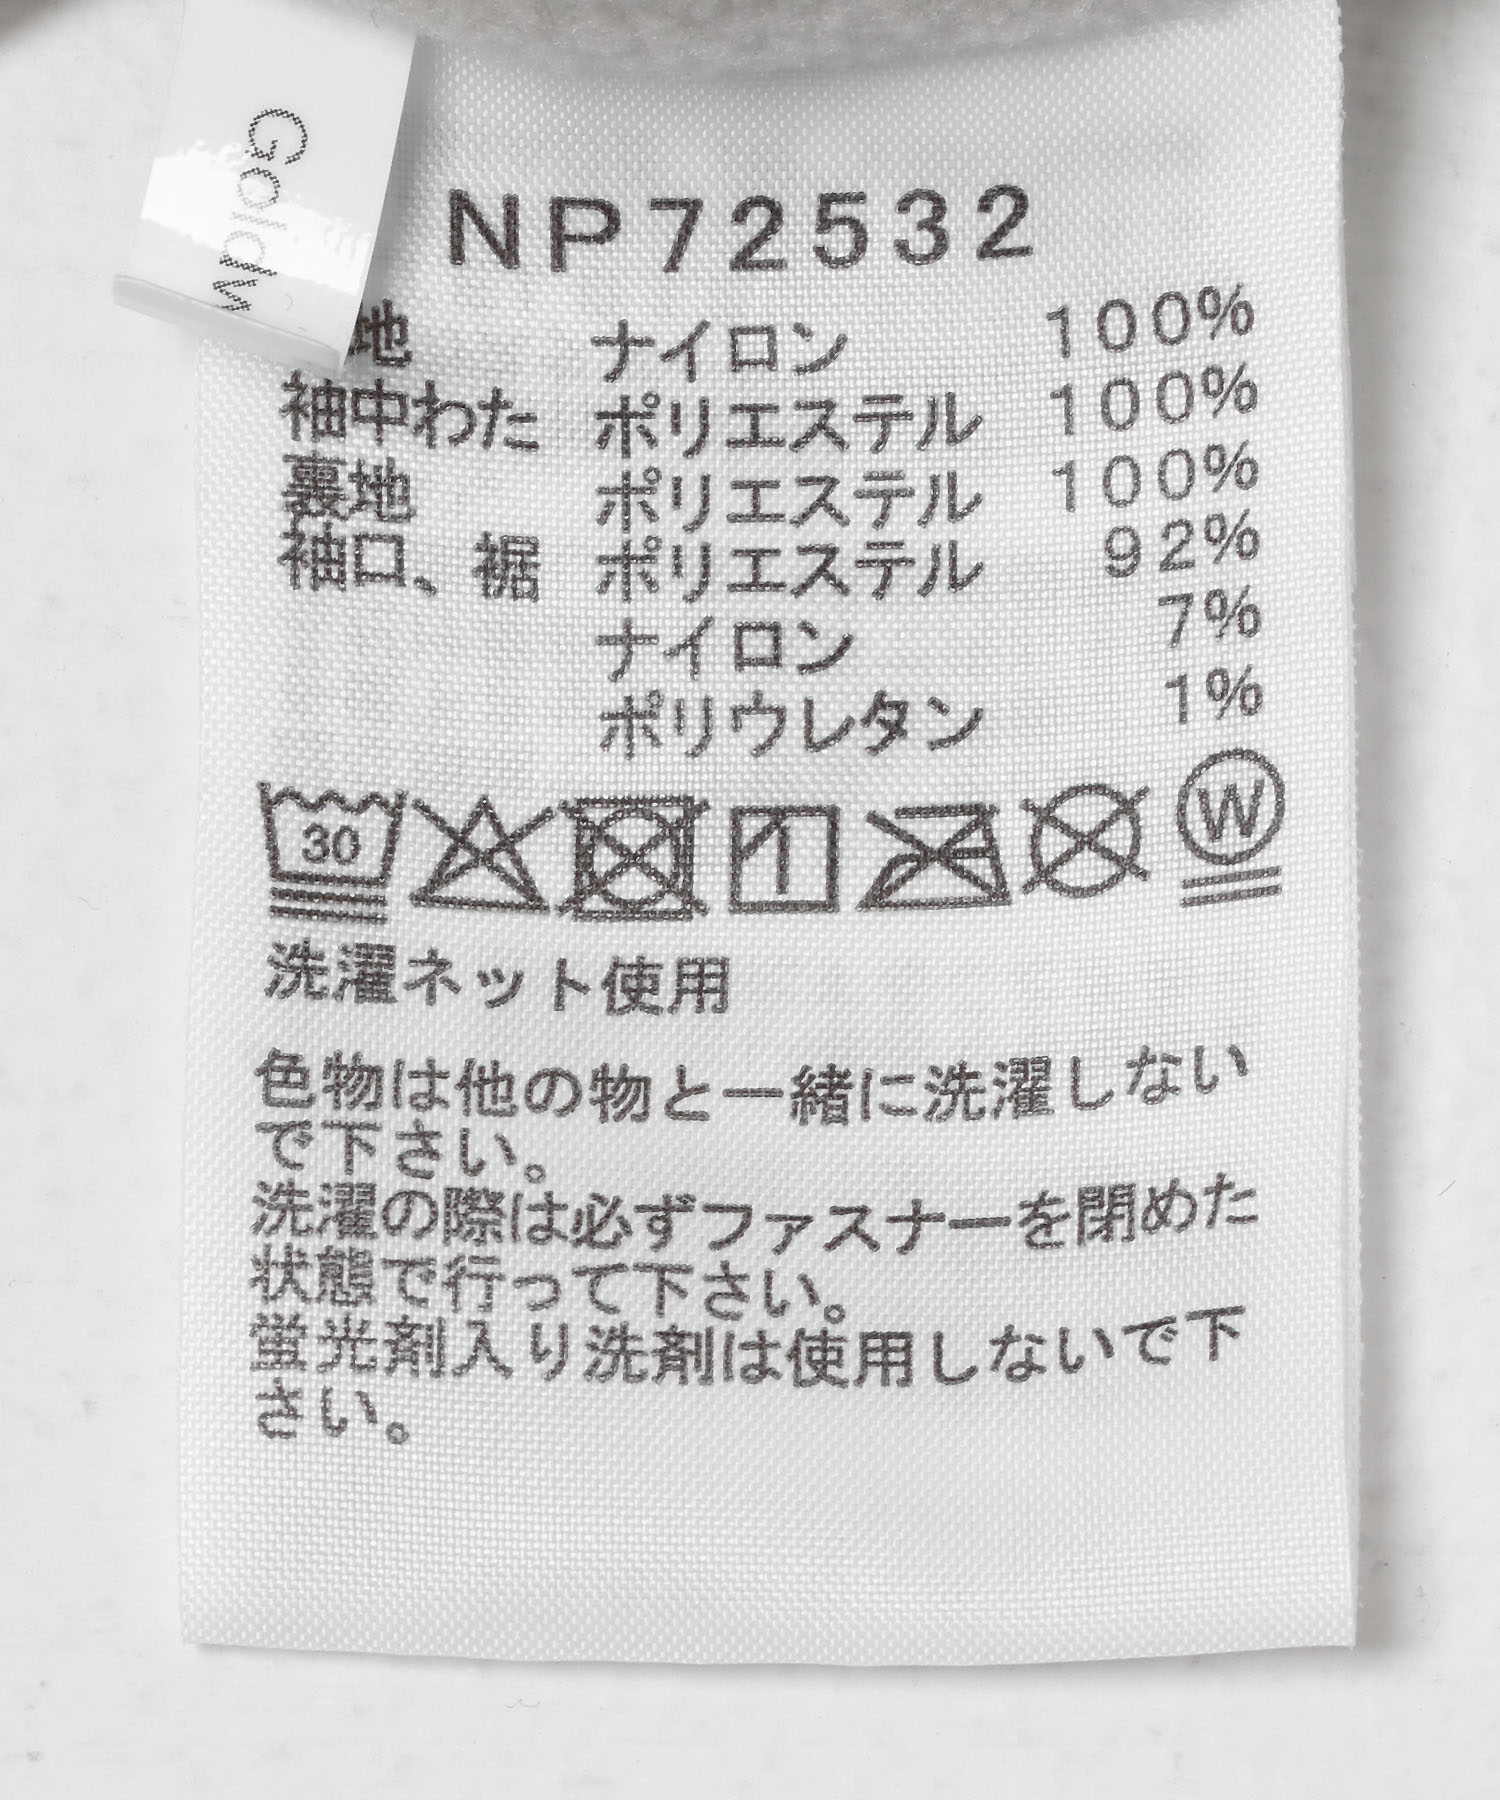 Goldw
NP72532
地 ナイロン 100%
袖中わた ポリエステル 100%
裏地 ポリエステル 100%
袖口、裾 ポリエステル 92%
ナイロン 7%
ポリウレタン 1%
30 W
洗濯ネット使用
色物は他の物と一緒に洗濯しない
で下さい。
洗濯の際は必ずファスナーを閉めた
状態で行って下さい。
蛍光剤入り洗剤は使用しないで下
さい。